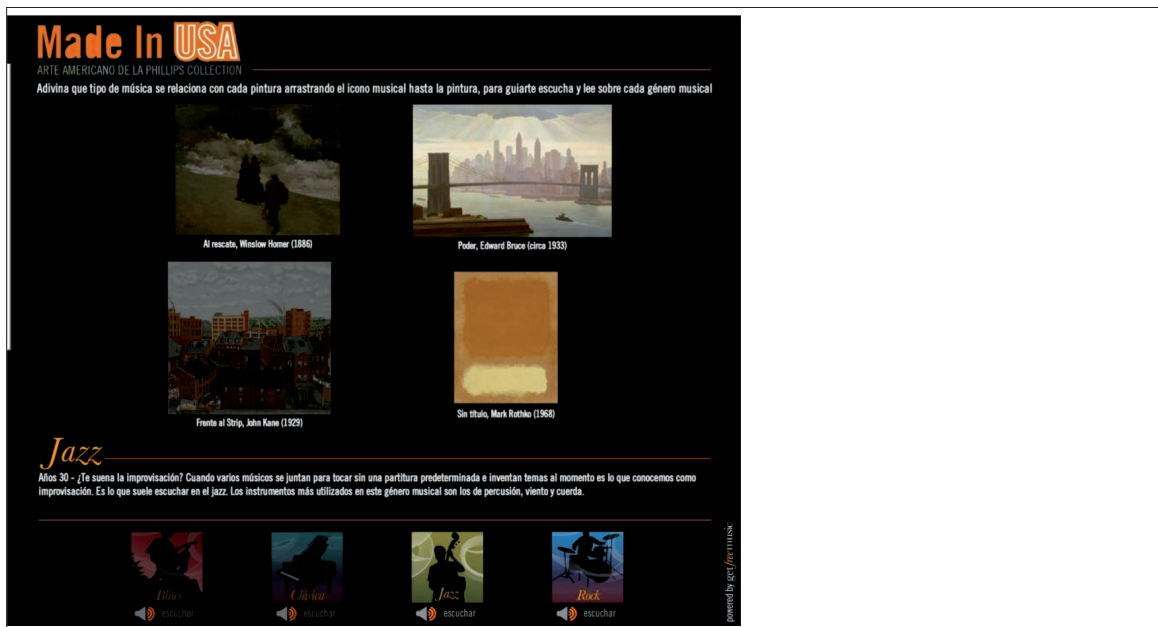 Made In USA
ARTE AMERICANO DE LA PHILLIPS COLLECTION
Adivina que tipo de música se relaciona con cada pintura arrastrando el icono musical hasta la pintura, para guiarte escucha y lee sobre cada género musical
Al rescate, Winslow Homer (1886)
Poder, Edward Bruce (circa 1933)
Frente al Strip, John Kane (1929)
Sin título, Mark Rothko (1968)
Jazz
Años 30 - ¿Te suena la improvisación? Cuando varios músicos se juntan para tocar sin una partitura predeterminada e inventan temas al momento es lo que conocemos como
improvisación. Es lo que suele escuchar en el jazz. Los instrumentos más utilizados en este género musical son los de percusión, viento y cuerda.
Blues
Clásica
Jazz
Rock
escuchar
escuchar
escuchar
escuchar
powered by getfreemusic